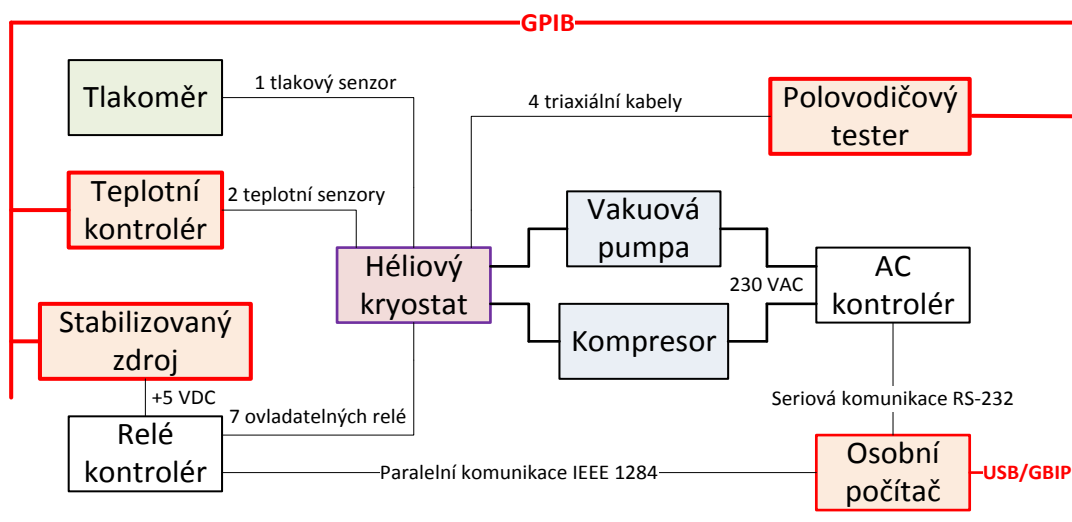 GPIB
Tlakoměr
1 tlakový senzor
4 triaxiální kabely
Polovodičový
tester
Teplotní
kontrolér
2 teplotní senzory
Vakuová
pumpa
Héliový
kryostat
230 VAC
AC
kontrolér
Stabilizovaný
zdroj
Kompresor
+5 VDC
7 ovladatelných relé
Seriová komunikace RS-232
Relé
kontrolér
Paralelní komunikace IEEE 1284
Osobní
počítač
USB/GBIP